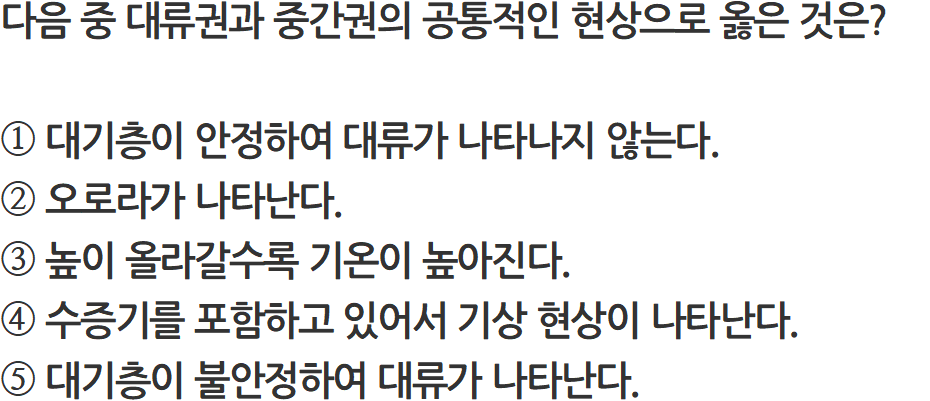 다음 중 대류권과 중간권의 공통적인 현상으로 옳은 것은?
① 대기층이 안정하여 대류가 나타나지 않는다.
② 오로라가 나타난다.
③ 높이 올라갈수록 기온이 높아진다.
④ 수증기를 포함하고 있어서 기상 현상이 나타난다.
⑤ 대기층이 불안정하여 대류가 나타난다.